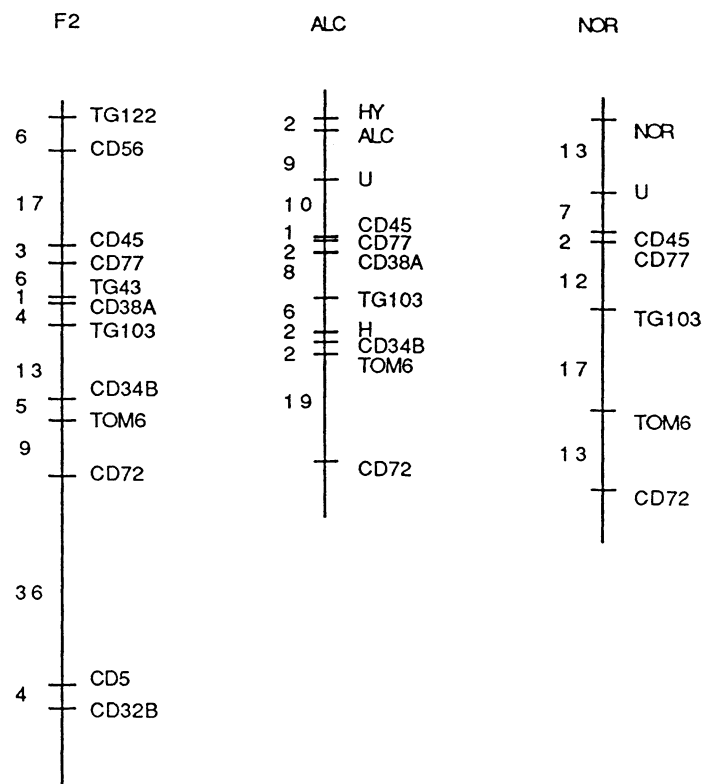 F2
TG122
6
CD56
17
CD45
3
CD77
6
TG43
1
CD38A
4
TG103
13
CD34B
5
TOM6
9
CD72
36
CD5
4
CD32B
ALC
HY
2
ALC
9
U
10
CD45
1
CD77
2
CD38A
8
TG103
6
H
2
CD34B
2
TOM6
19
CD72
NOR
NOR
13
U
7
CD45
2
CD77
12
TG103
17
TOM6
13
CD72